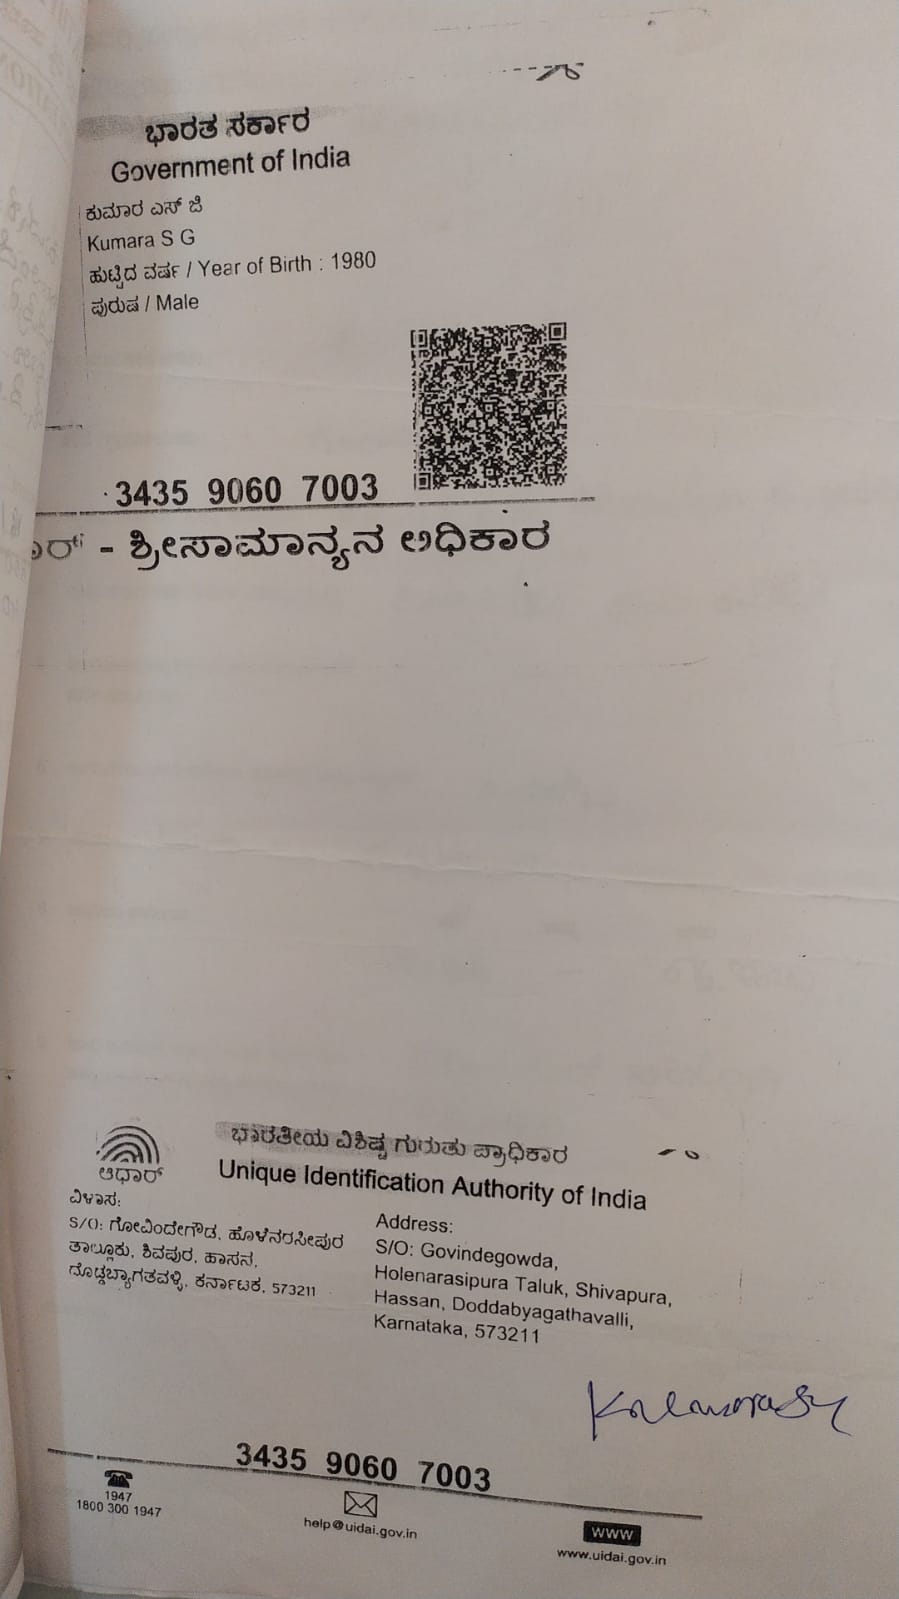 ಭಾರತ ಸರ್ಕಾರ
Government of India
ಕುಮಾರ ಎಸ್ ಜಿ
Kumara S G
ಹುಟ್ಟಿದ ವರ್ಷ / Year of Birth : 1980
ಪುರುಷ / Male
3435 9060 7003
- ಶ್ರೀಸಾಮಾನ್ಯನ ಅಧಿಕಾರ
ಭಾರತೀಯ ವಿಶಿಷ್ಟ ಗುರುತು ಪ್ರಾಧಿಕಾರ
Unique Identification Authority of India
ಆಧಾರ್
ವಿಳಾಸ:
S/O: ಗೋವಿಂದೇಗೌಡ, ಹೊಳೆನರಸೀಪುರ
ತಾಲ್ಲೂಕು, ಶಿವಪುರ, ಹಾಸನ,
ದೊಡ್ಡಬ್ಯಾಗತವಳ್ಳಿ, ಕರ್ನಾಟಕ, 573211
Address:
S/O: Govindegowda,
Holenarasipura Taluk, Shivapura,
Hassan, Doddabyagathavalli,
Karnataka, 573211
3435 9060 7003
1947
1800 300 1947
help@uidai.gov.in
www
www.uidai.gov.in